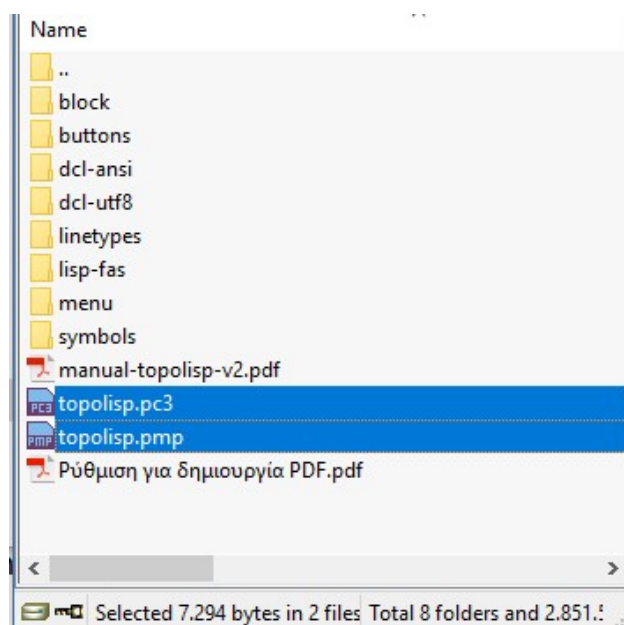 Name
..
block
buttons
dcl-ansi
dcl-utf8
linetypes
lisp-fas
menu
symbols
manual-topolisp-v2.pdf
PC3 topolisp.pc3
PMP topolisp.pmp
Ρύθμιση για δημιουργία PDF.pdf
Selected 7.294 bytes in 2 files Total 8 folders and